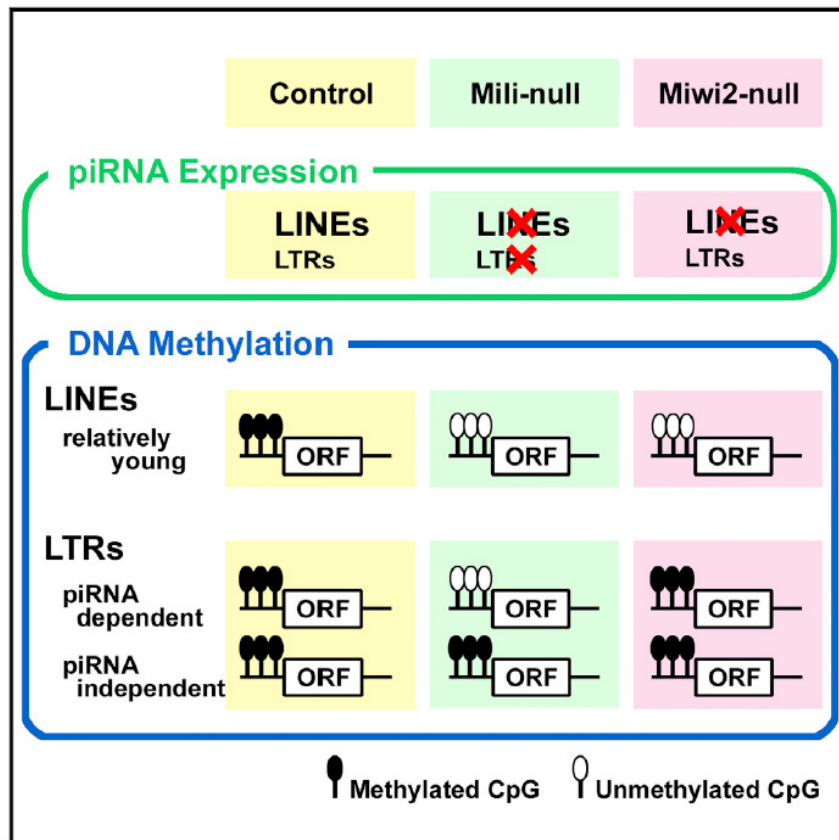 Control Mili-null Miwi2-null
piRNA Expression
LINEs LINEs LINEs
LTRs LTRs LTRs
DNA Methylation
LINEs
relatively
young
ORF ORF ORF
LTRs
piRNA
dependent
ORF ORF ORF
piRNA
independent
ORF ORF ORF
Methylated CpG Unmethylated CpG